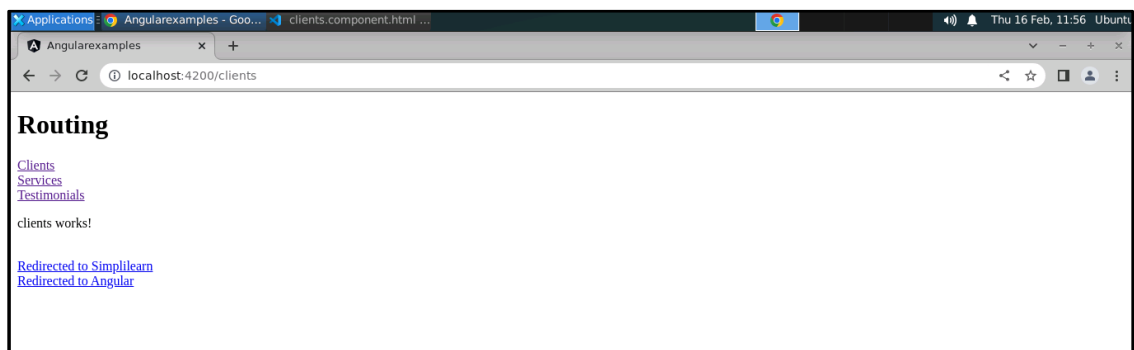 Applications Angularexamples - Goo... clients.component.html ... Thu 16 Feb, 11:56 Ubuntu
Angularexamples
localhost:4200/clients
Routing
Clients
Services
Testimonials
clients works!
Redirected to Simplilearn
Redirected to Angular